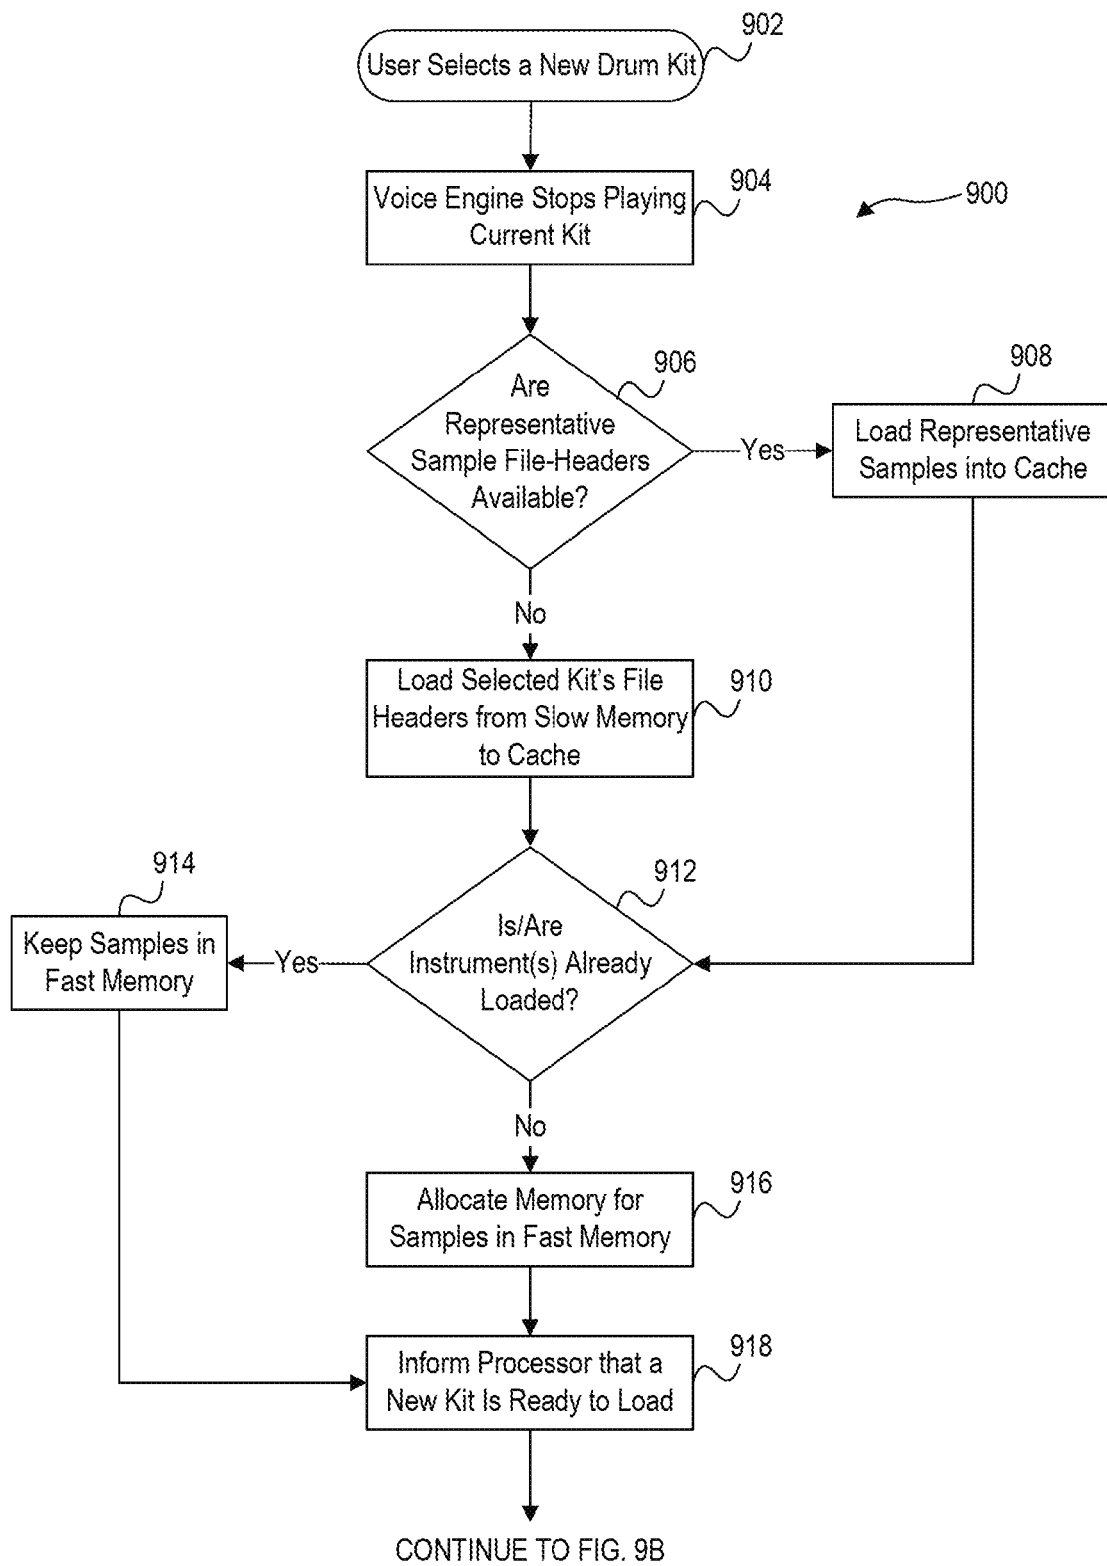 902
User Selects a New Drum Kit
904
Voice Engine Stops Playing
Current Kit
900
906
Are
Representative
Sample File-Headers
Available?
Yes
908
Load Representative
Samples into Cache
No
910
Load Selected Kit's File
Headers from Slow Memory
to Cache
912
Is/Are
Instrument(s) Already
Loaded?
Yes
914
Keep Samples in
Fast Memory
No
916
Allocate Memory for
Samples in Fast Memory
918
Inform Processor that a
New Kit Is Ready to Load
CONTINUE TO FIG. 9B